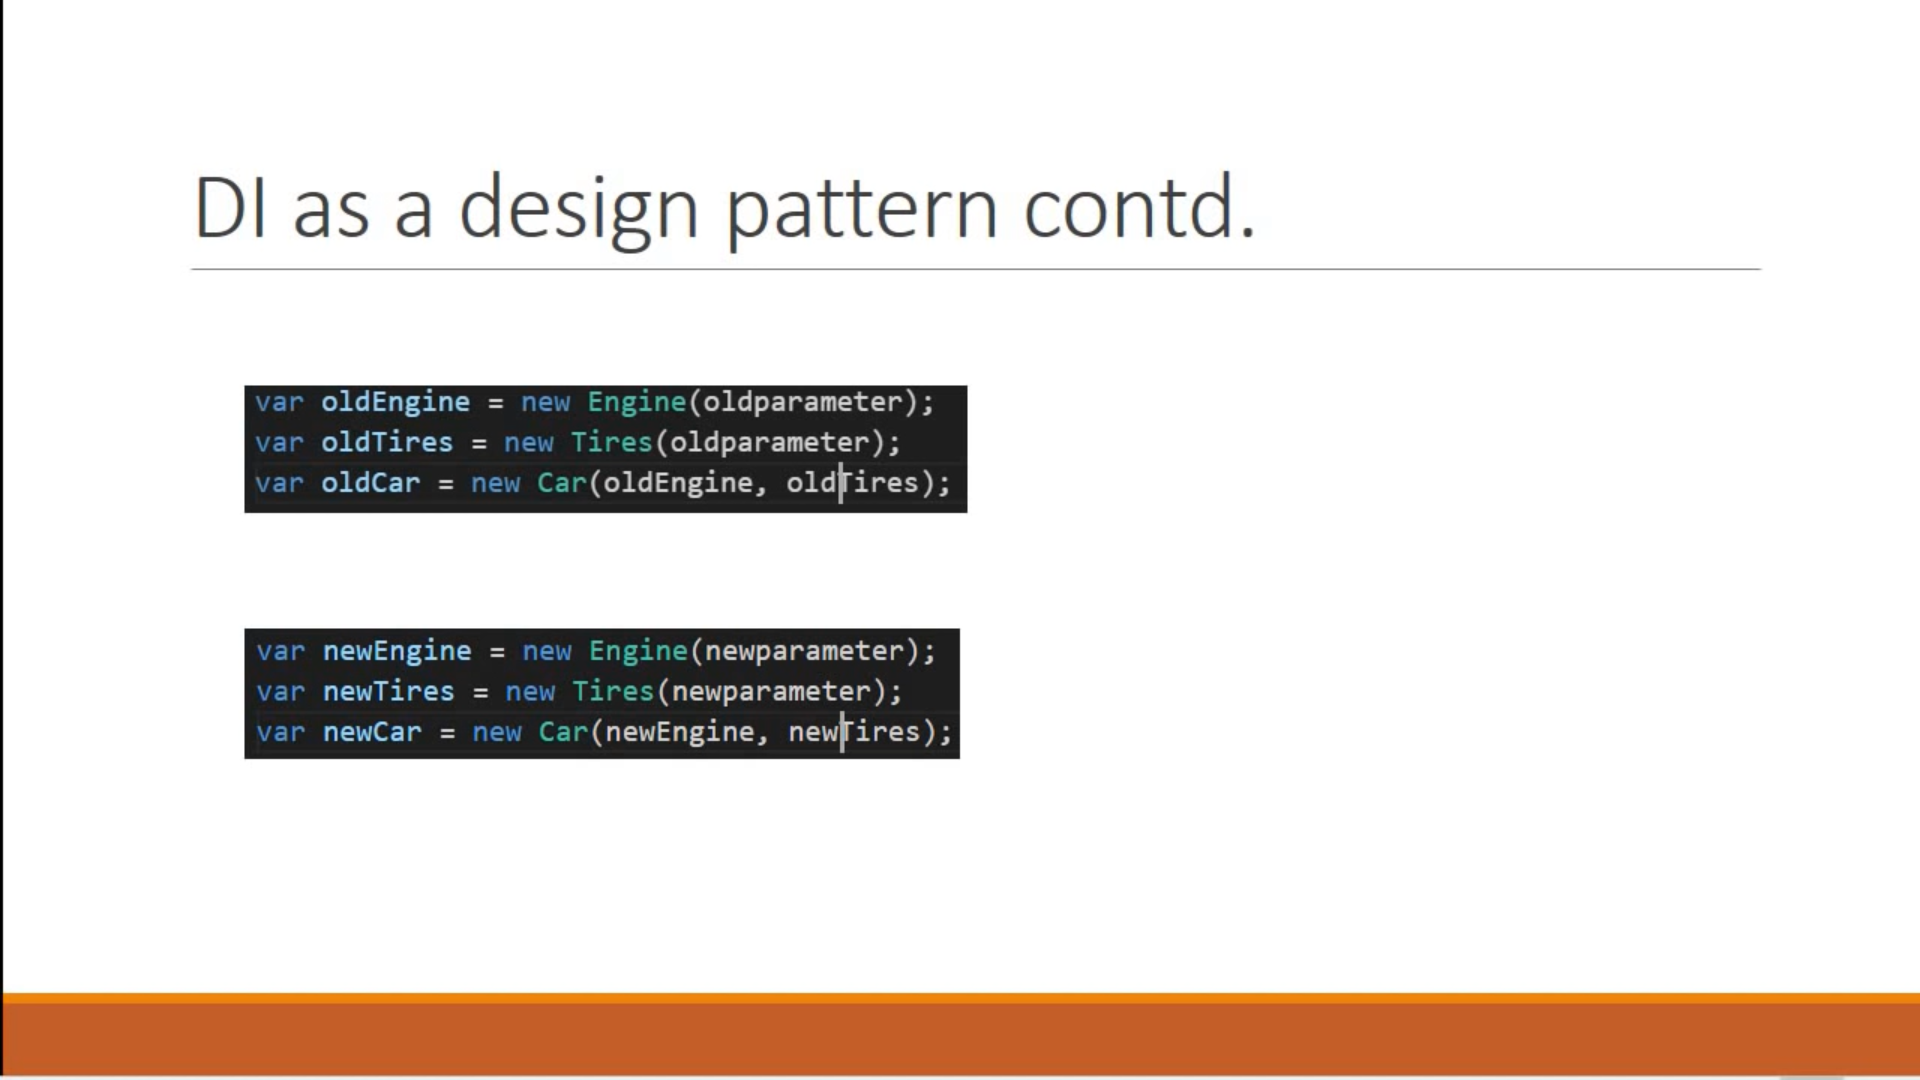 DI as a design pattern contd.
var oldEngine = new Engine(oldparameter);
var oldTires = new Tires(oldparameter);
var oldCar = new Car(oldEngine, oldTires);
var newEngine = new Engine(newparameter);
var newTires = new Tires(newparameter);
var newCar = new Car(newEngine, newTires);